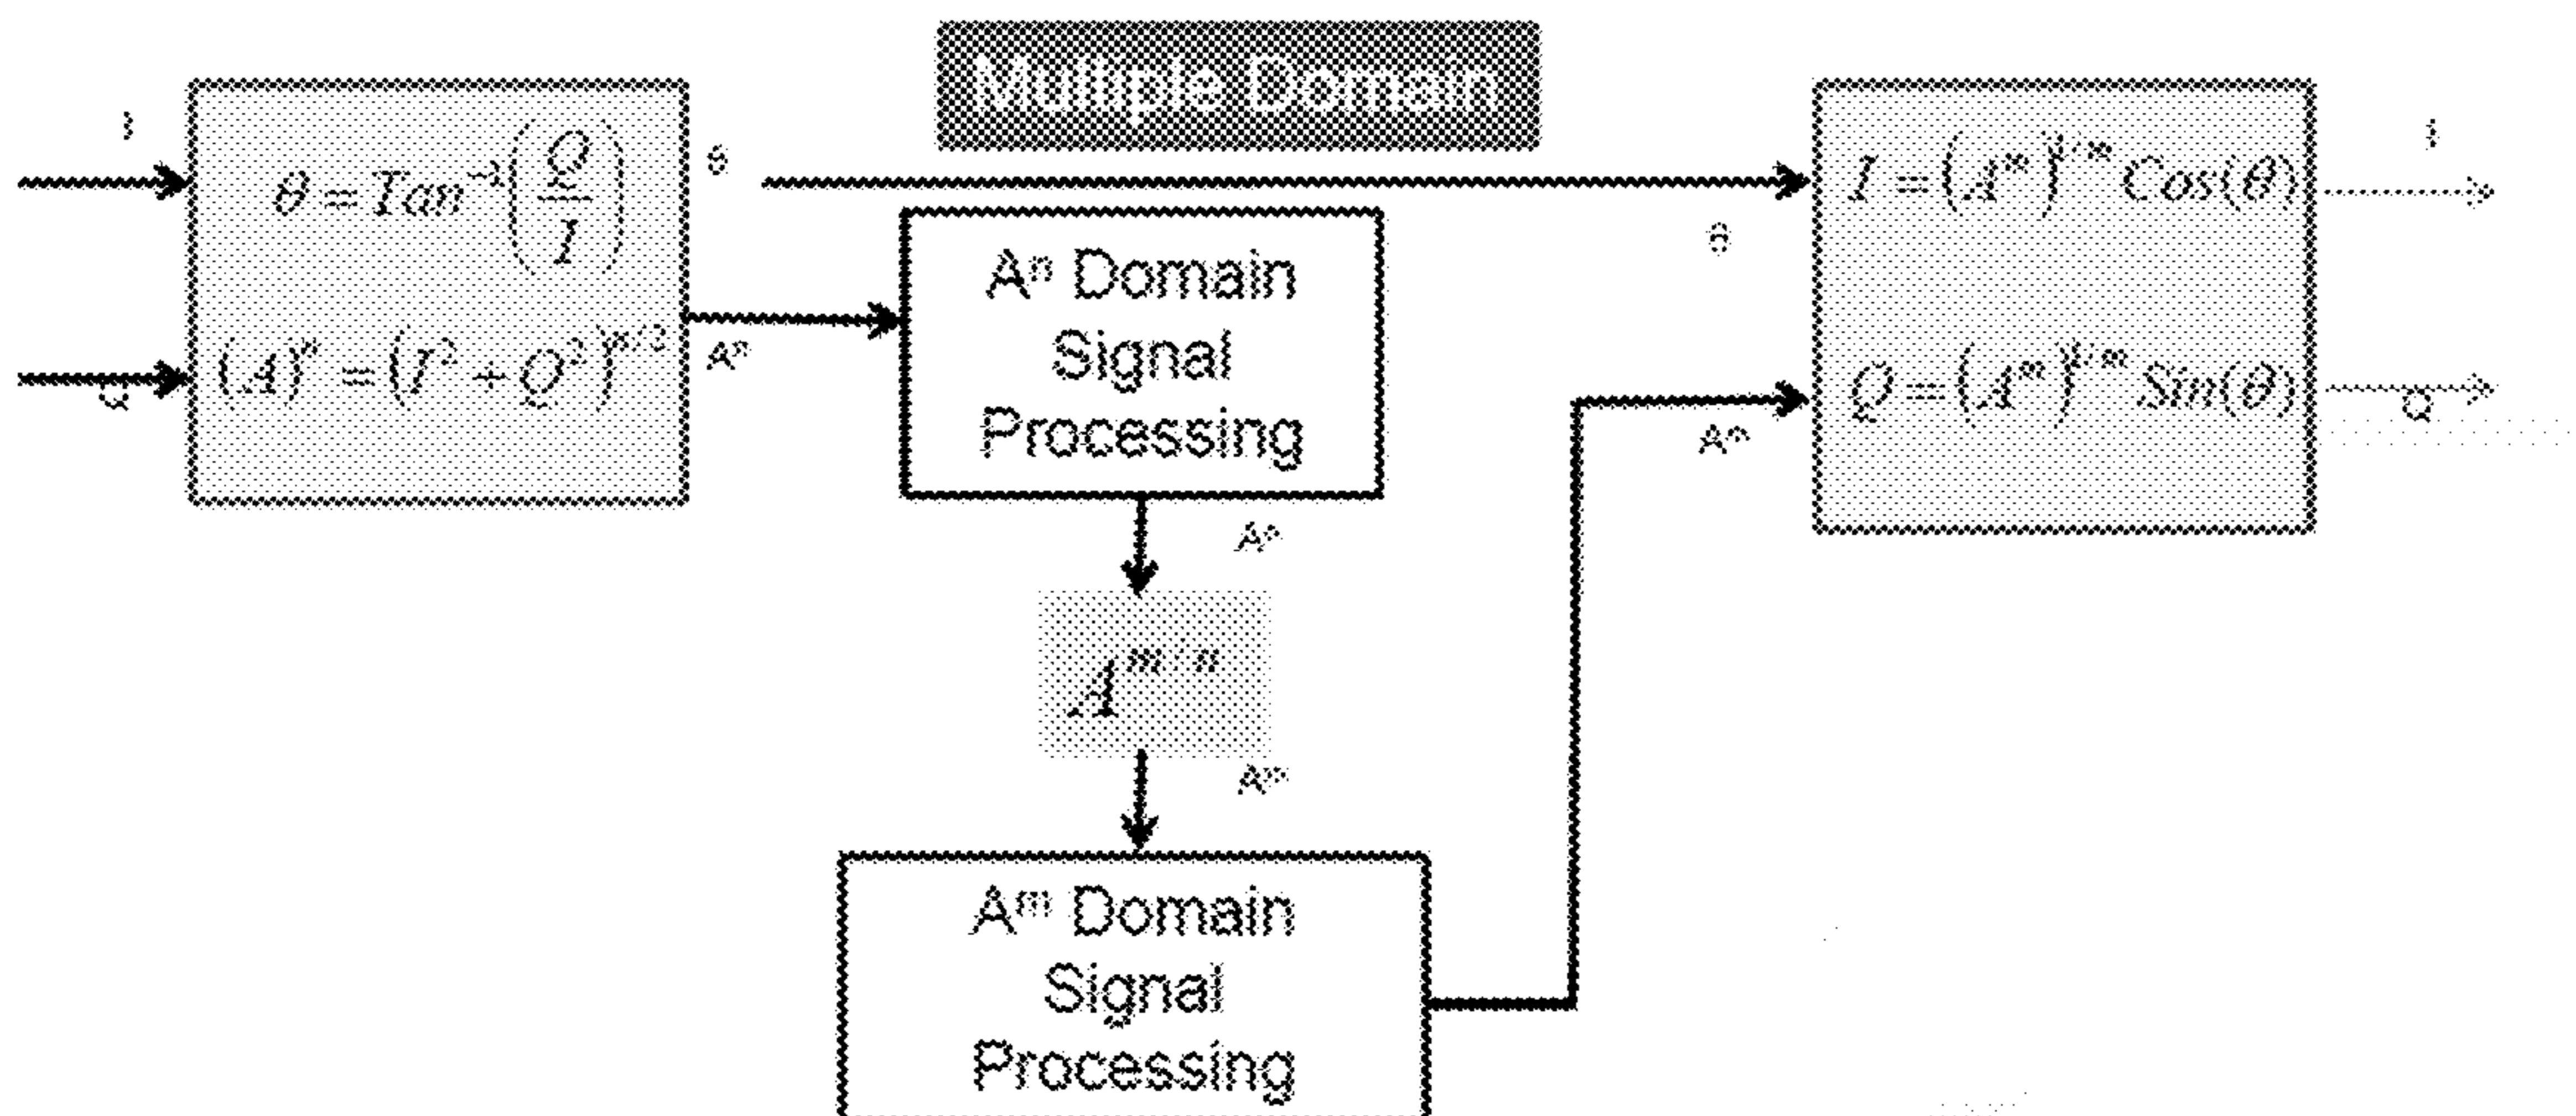 Multiple Domain
I
θ = Tan⁻¹(Q/I)
θ
(A)ⁿ = (I² + Q²)ⁿ/²
Q
Aⁿ
Aⁿ Domain
Signal
Processing
Aⁿ
Aᵐ/ⁿ
Aᵐ
Aᵐ Domain
Signal
Processing
θ
Aᵐ
I = (Aᵐ)¹/ᵐ Cos(θ)
Q = (Aᵐ)¹/ᵐ Sin(θ)
I
Q